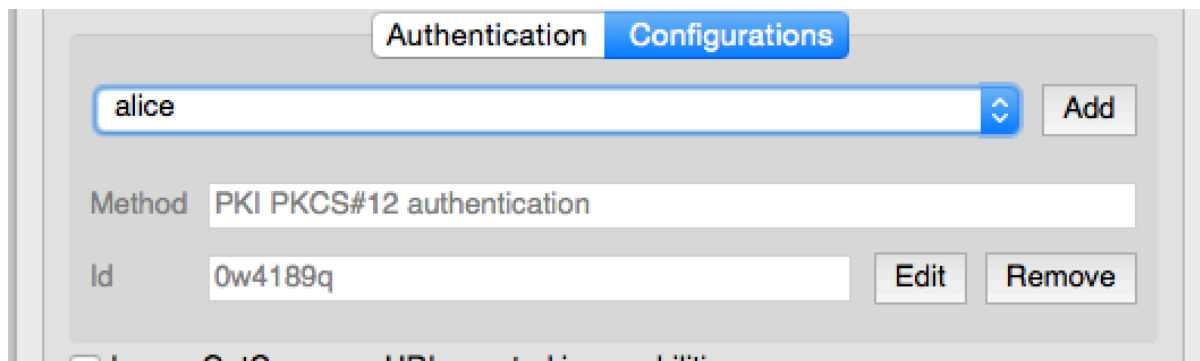 Authentication Configurations
alice Add
Method PKI PKCS#12 authentication
Id 0w4189q Edit Remove